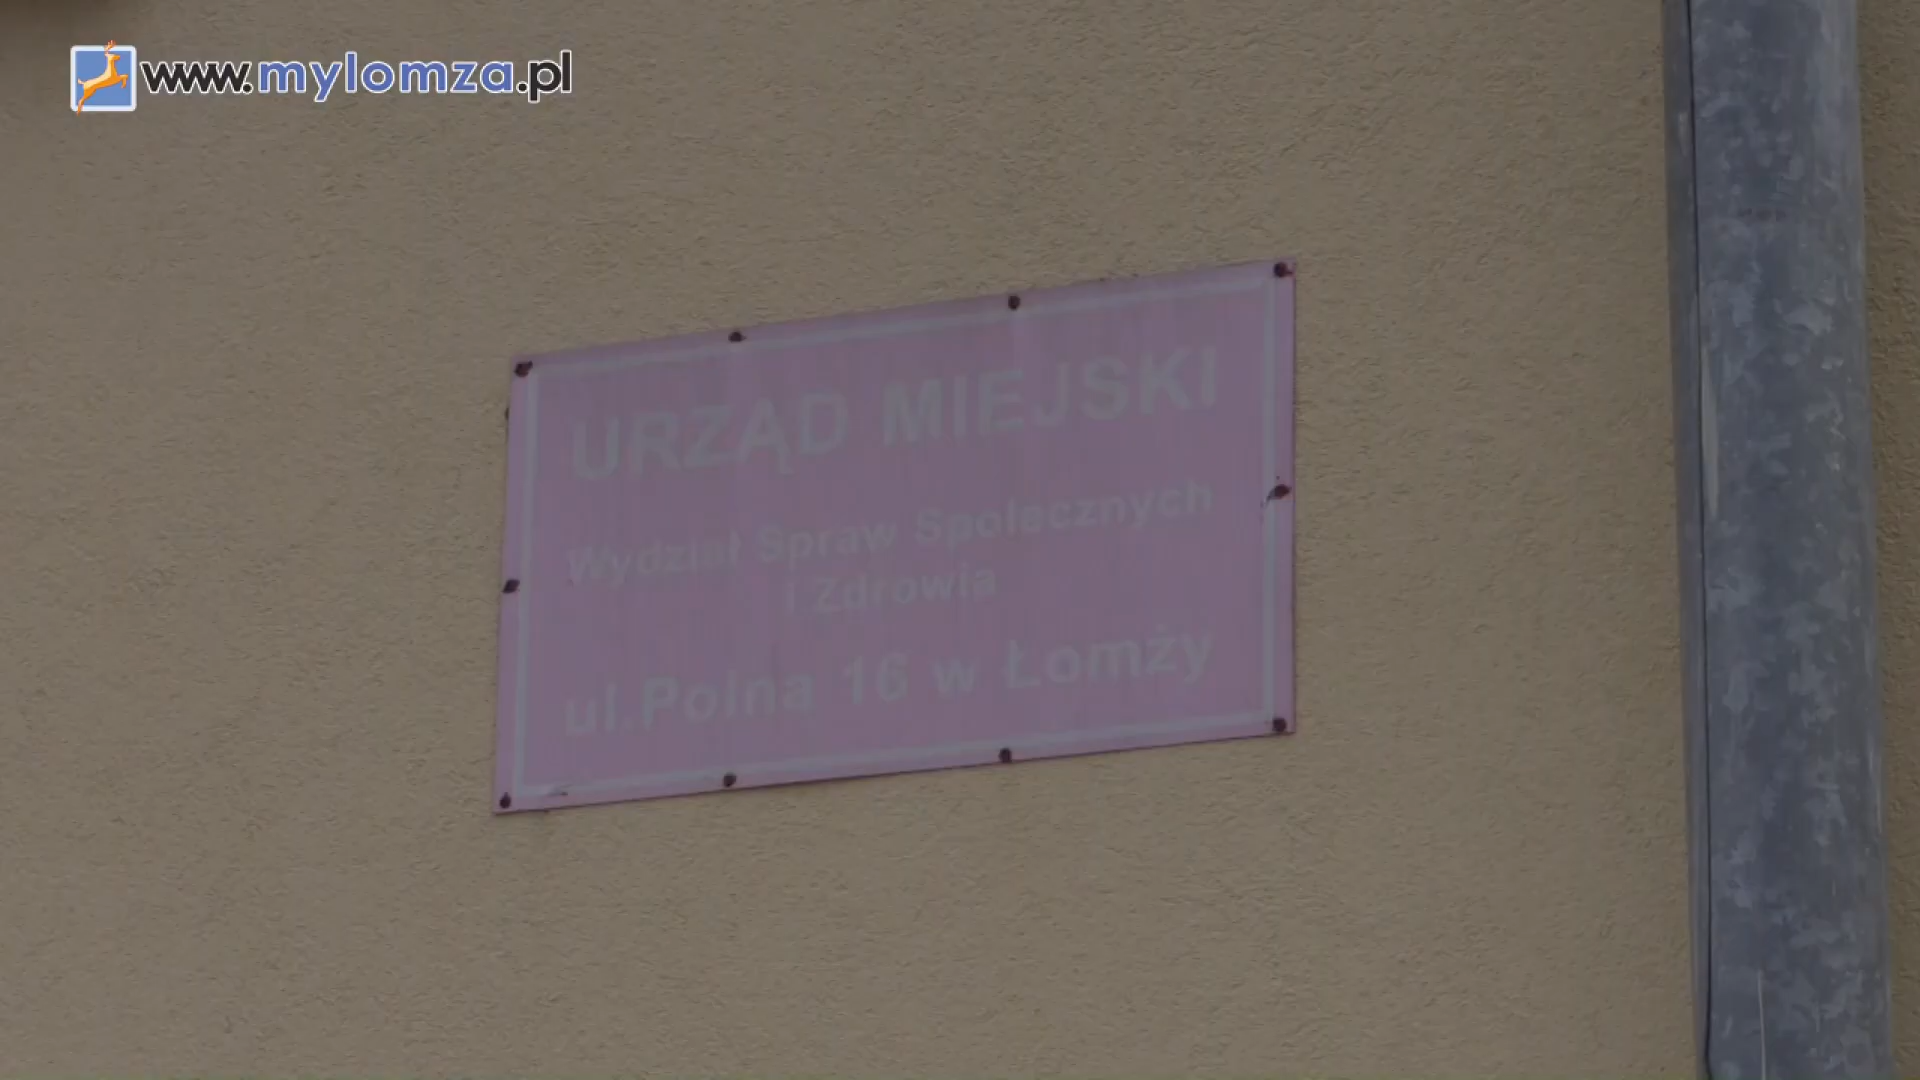 www.mylomza.pl
URZĄD MIEJSKI
Wydział Spraw Społecznych
i Zdrowia
ul.Polna 16 w Łomży